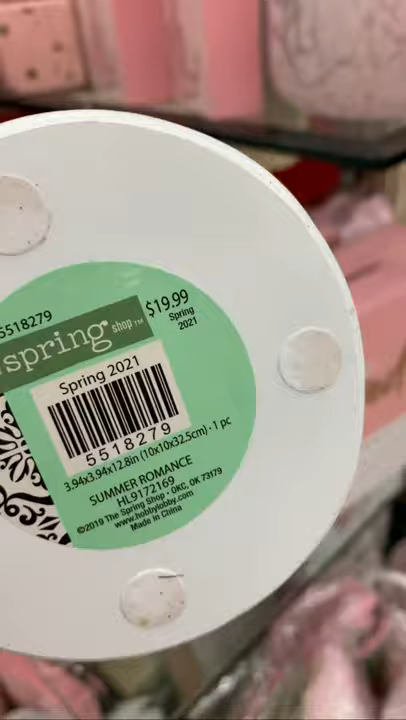 5518279
$19.99
Spring
2021
spring shop™
Spring 2021
5518279
3.94x3.94x12.8in (10x10x32.5cm) · 1 pc
SUMMER ROMANCE
HL9172169
©2019 The Spring Shop · OKC, OK 73179
www.hobbylobby.com
Made in China